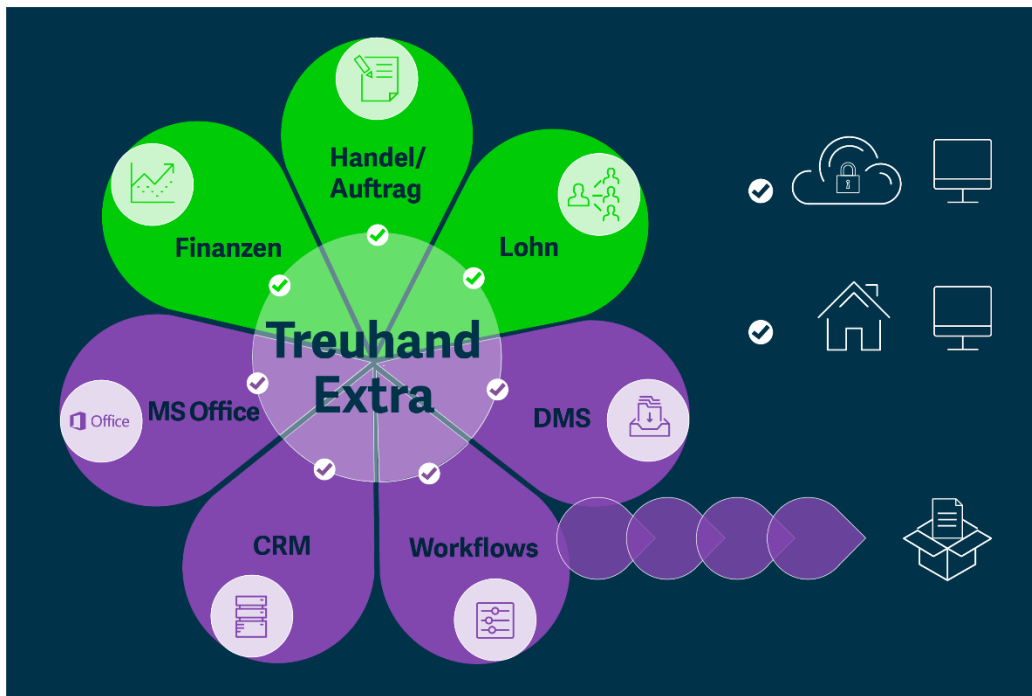 Handel/
Auftrag
Finanzen
Lohn
Treuhand
Extra
MS Office
Office
DMS
CRM
Workflows